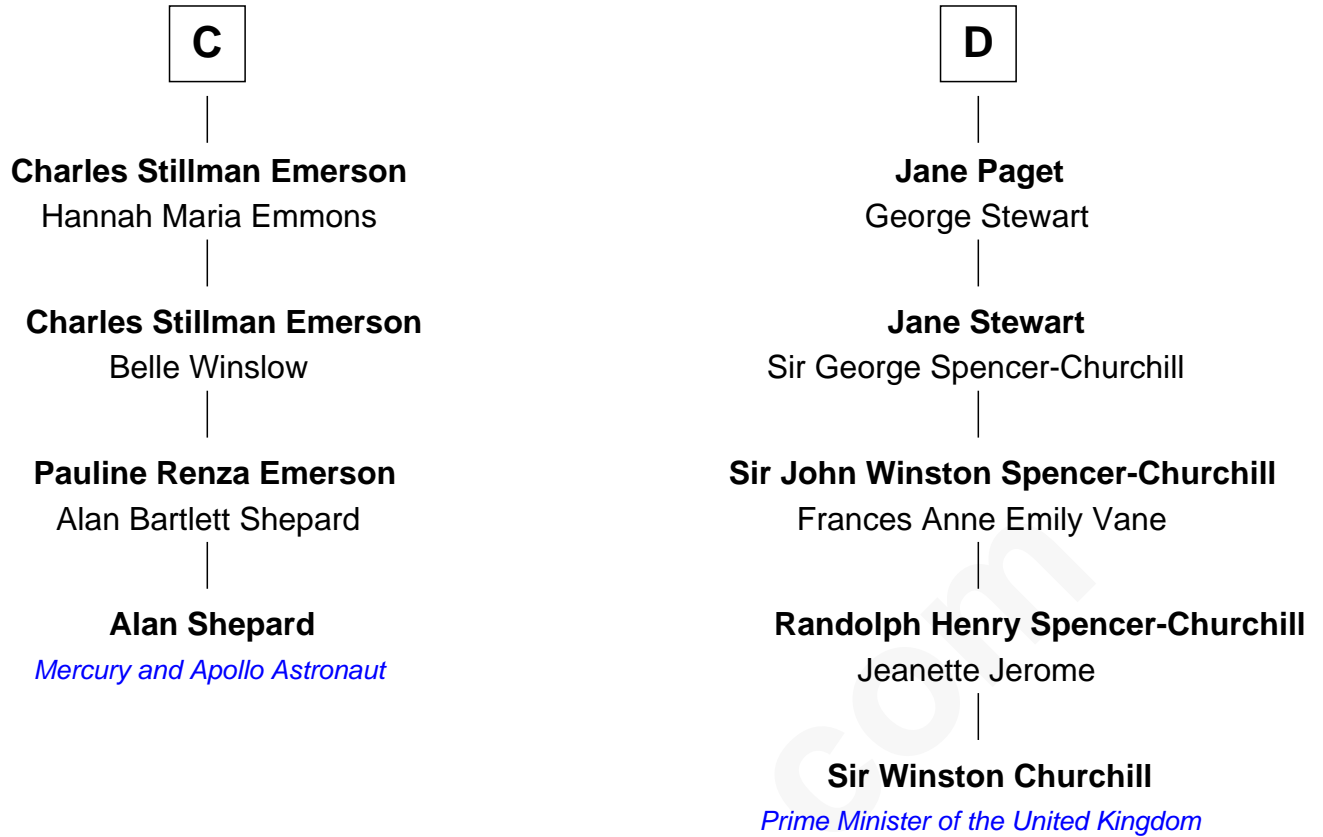 C
Charles Stillman Emerson
Hannah Maria Emmons
Charles Stillman Emerson
Belle Winslow
Pauline Renza Emerson
Alan Bartlett Shepard
Alan Shepard
Mercury and Apollo Astronaut
D
Jane Paget
George Stewart
Jane Stewart
Sir George Spencer-Churchill
Sir John Winston Spencer-Churchill
Frances Anne Emily Vane
Randolph Henry Spencer-Churchill
Jeanette Jerome
Sir Winston Churchill
Prime Minister of the United Kingdom
com